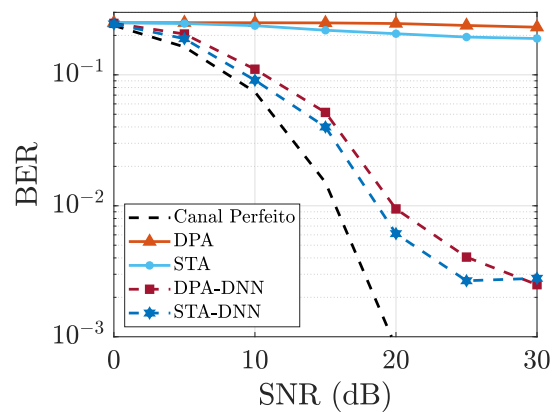 10^{-1}
10^{-2}
10^{-3}
BER
Canal Perfeito
DPA
STA
DPA-DNN
STA-DNN
0 10 20 30
SNR (dB)